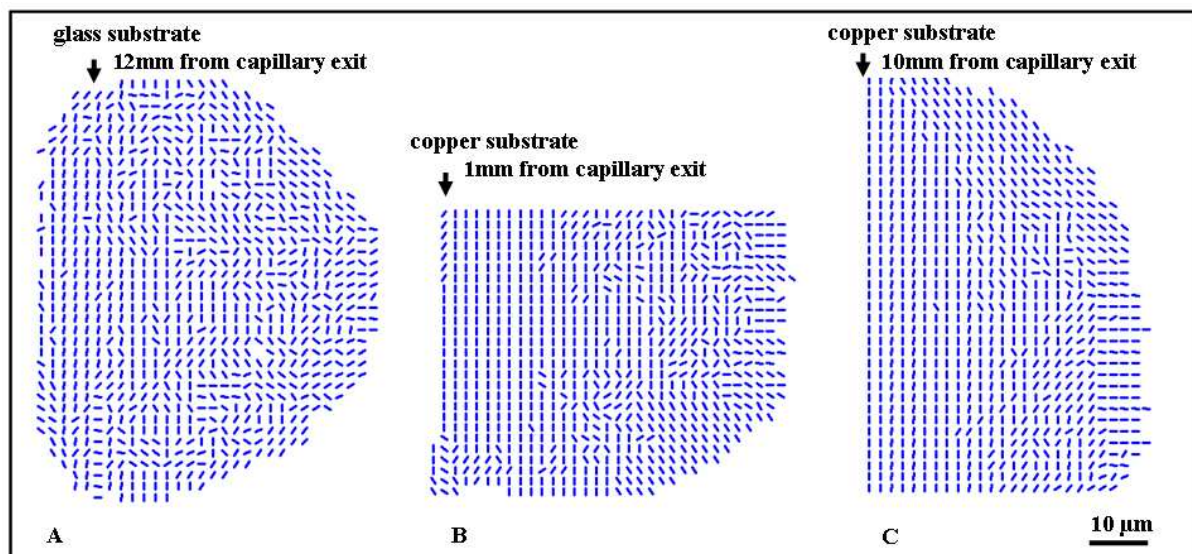 glass substrate
12mm from capillary exit
copper substrate
1mm from capillary exit
copper substrate
10mm from capillary exit
A
B
C
10 µm